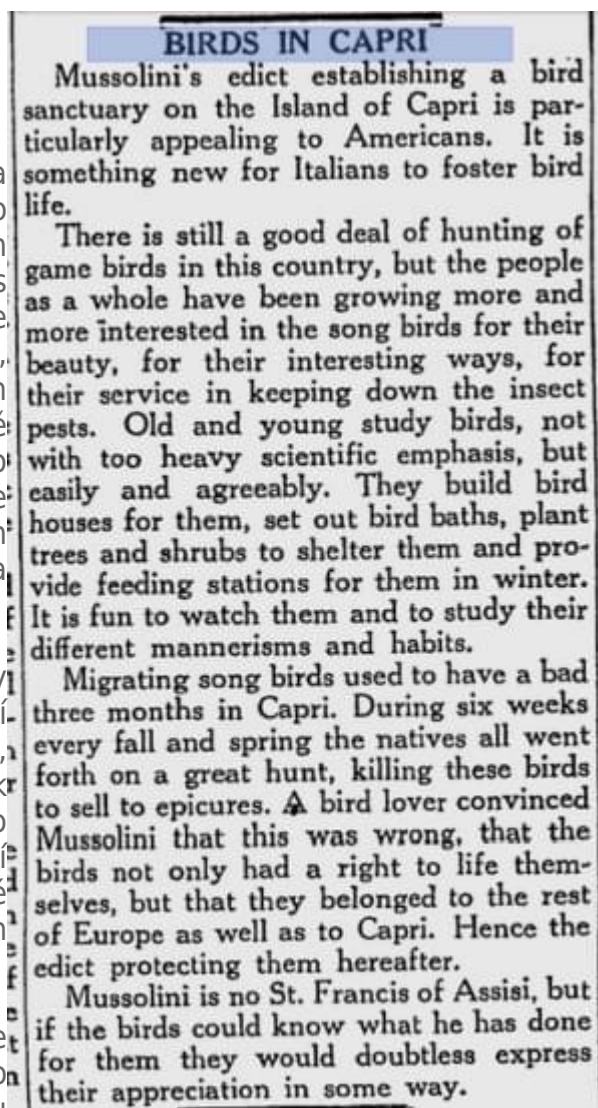 BIRDS IN CAPRI
Mussolini's edict establishing a bird
sanctuary on the Island of Capri is par-
ticularly appealing to Americans. It is
something new for Italians to foster bird
life.
There is still a good deal of hunting of
game birds in this country, but the people
as a whole have been growing more and
more interested in the song birds for their
beauty, for their interesting ways, for
their service in keeping down the insect
pests. Old and young study birds, not
with too heavy scientific emphasis, but
easily and agreeably. They build bird
houses for them, set out bird baths, plant
trees and shrubs to shelter them and pro-
vide feeding stations for them in winter.
It is fun to watch them and to study their
different mannerisms and habits.
Migrating song birds used to have a bad
three months in Capri. During six weeks
every fall and spring the natives all went
forth on a great hunt, killing these birds
to sell to epicures. A bird lover convinced
Mussolini that this was wrong, that the
birds not only had a right to life them-
selves, but that they belonged to the rest
of Europe as well as to Capri. Hence the
edict protecting them hereafter.
Mussolini is no St. Francis of Assisi, but
if the birds could know what he has done
for them they would doubtless express
their appreciation in some way.